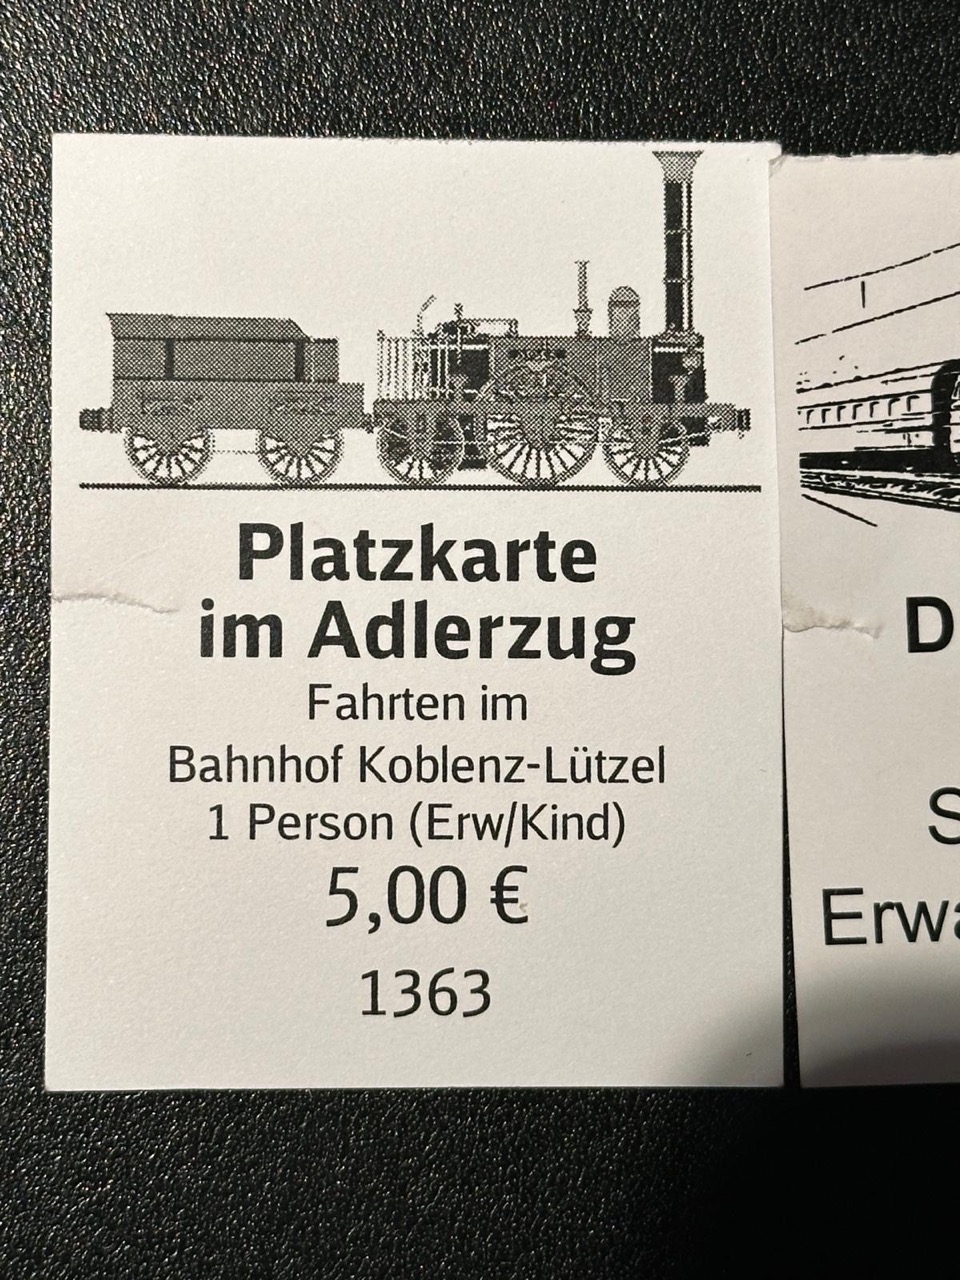 Platzkarte
im Adlerzug
Fahrten im
Bahnhof Koblenz-Lützel
1 Person (Erw/Kind)
5,00 €
1363